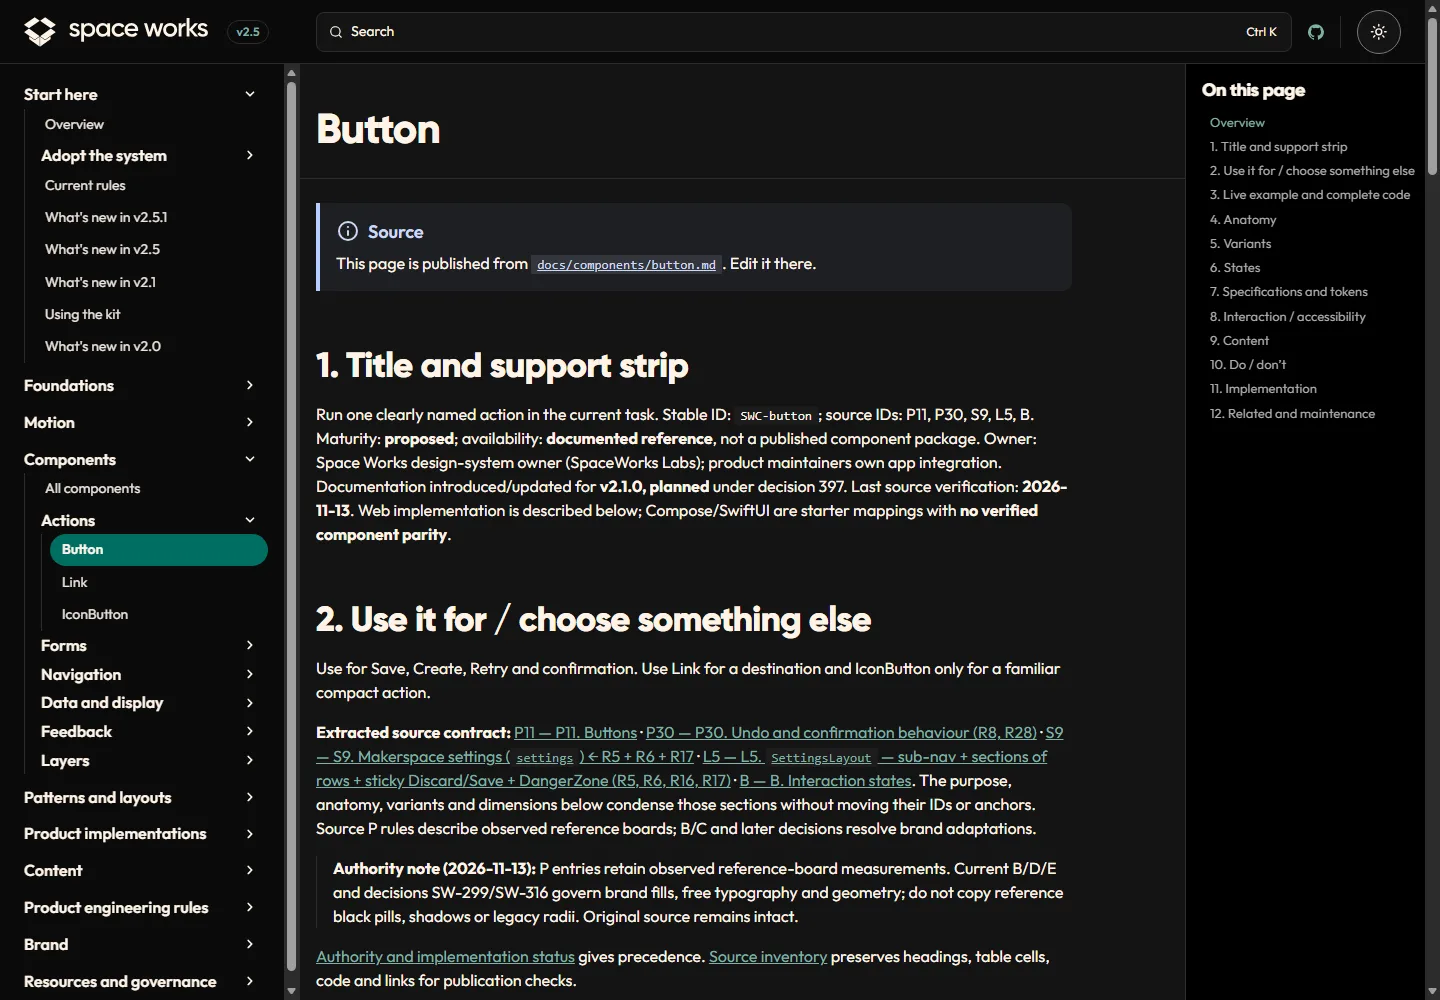 space works
v2.5
Search
Ctrl K
Start here
Overview
Adopt the system
Current rules
What's new in v2.5.1
What's new in v2.5
What's new in v2.1
Using the kit
What's new in v2.0
Foundations
Motion
Components
All components
Actions
Button
Link
IconButton
Forms
Navigation
Data and display
Feedback
Layers
Patterns and layouts
Product implementations
Content
Product engineering rules
Brand
Resources and governance
Button
Source
This page is published from docs/components/button.md. Edit it there.
1. Title and support strip
Run one clearly named action in the current task. Stable ID: SWC-button; source IDs: P11, P30, S9, L5, B.
Maturity: proposed; availability: documented reference, not a published component package. Owner:
Space Works design-system owner (SpaceWorks Labs); product maintainers own app integration.
Documentation introduced/updated for v2.1.0, planned under decision 397. Last source verification: 2026-
11-13. Web implementation is described below; Compose/SwiftUI are starter mappings with no verified
component parity.
2. Use it for / choose something else
Use for Save, Create, Retry and confirmation. Use Link for a destination and IconButton only for a familiar
compact action.
Extracted source contract: P11 — P11. Buttons · P30 — P30. Undo and confirmation behaviour (R8, R28) · S9
— S9. Makerspace settings ( settings ) ← R5 + R6 + R17 · L5 — L5. SettingsLayout — sub-nav + sections of
rows + sticky Discard/Save + DangerZone (R5, R6, R16, R17) · B — B. Interaction states. The purpose,
anatomy, variants and dimensions below condense those sections without moving their IDs or anchors.
Source P rules describe observed reference boards; B/C and later decisions resolve brand adaptations.
Authority note (2026-11-13): P entries retain observed reference-board measurements. Current B/D/E
and decisions SW-299/SW-316 govern brand fills, free typography and geometry; do not copy reference
black pills, shadows or legacy radii. Original source remains intact.
Authority and implementation status gives precedence. Source inventory preserves headings, table cells,
code and links for publication checks.
On this page
Overview
1. Title and support strip
2. Use it for / choose something else
3. Live example and complete code
4. Anatomy
5. Variants
6. States
7. Specifications and tokens
8. Interaction / accessibility
9. Content
10. Do / don't
11. Implementation
12. Related and maintenance